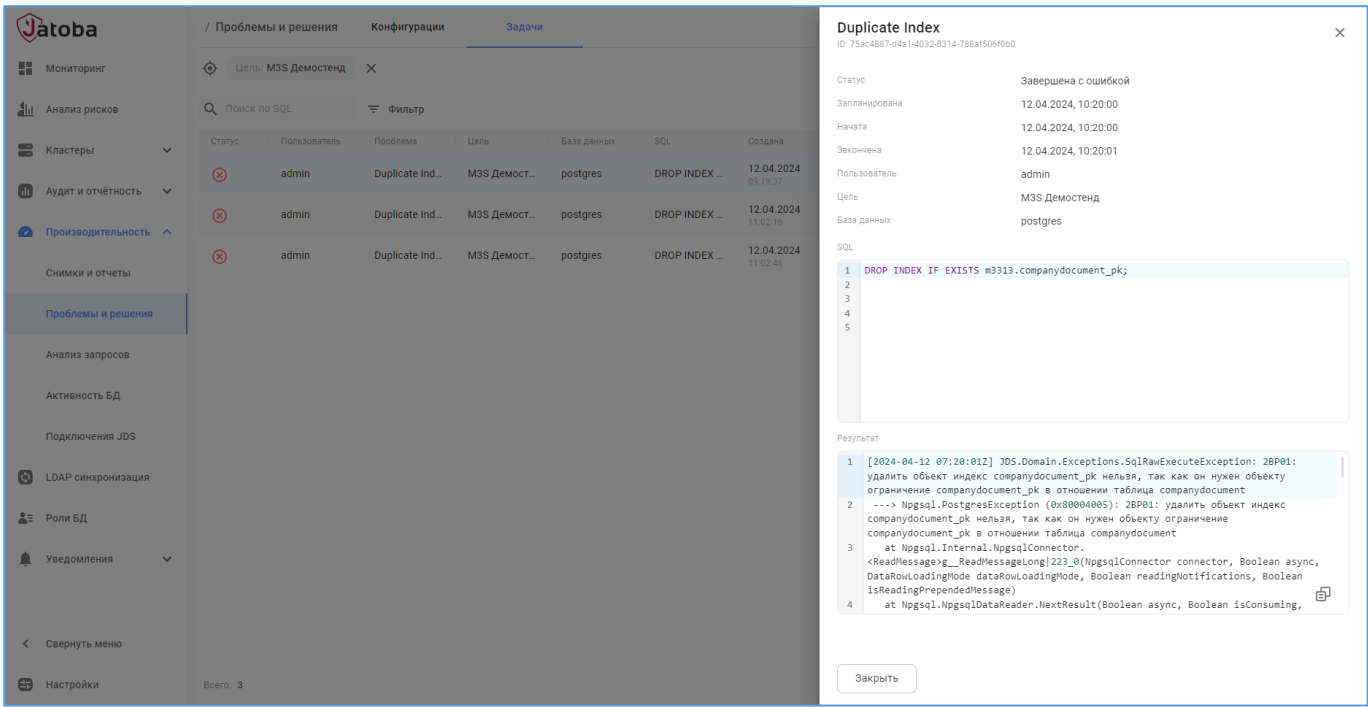 Jatoba
Мониторинг
Анализ рисков
Кластеры
Аудит и отчётность
Производительность
Снимки и отчеты
Проблемы и решения
Анализ запросов
Активность БД
Подключения JDS
LDAP синхронизация
Роли БД
Уведомления
Свернуть меню
Настройки
/ Проблемы и решения Конфигурации Задачи
Цель: M3S Демостенд
Поиск по SQL Фильтр
Статус Пользователь Проблема Цель База данных SQL Создана
admin Duplicate Ind... M3S Демост... postgres DROP INDEX ... 12.04.2024
09:19:37
admin Duplicate Ind... M3S Демост... postgres DROP INDEX ... 12.04.2024
11:02:16
admin Duplicate Ind... M3S Демост... postgres DROP INDEX ... 12.04.2024
11:02:46
Всего: 3
Duplicate Index
ID: 75ac4887-d4a1-4032-8314-788af506f0b0
Статус Завершена с ошибкой
Запланирована 12.04.2024, 10:20:00
Начата 12.04.2024, 10:20:00
Закончена 12.04.2024, 10:20:01
Пользователь admin
Цель M3S Демостенд
База данных postgres
SQL
1 DROP INDEX IF EXISTS m3313.companydocument_pk;
2
3
4
5
Результат
1 [2024-04-12 07:20:01Z] JDS.Domain.Exceptions.SqlRawExecuteException: 2BP01:
удалить объект индекс companydocument_pk нельзя, так как он нужен объекту
ограничение companydocument_pk в отношении таблица companydocument
2 ---> Npgsql.PostgresException (0x80004005): 2BP01: удалить объект индекс
companydocument_pk нельзя, так как он нужен объекту ограничение
companydocument_pk в отношении таблица companydocument
3 at Npgsql.Internal.NpgsqlConnector.
<ReadMessage>g__ReadMessageLong|223_0(NpgsqlConnector connector, Boolean async,
DataRowLoadingMode dataRowLoadingMode, Boolean readingNotifications, Boolean
isReadingPrependedMessage)
4 at Npgsql.NpgsqlDataReader.NextResult(Boolean async, Boolean isConsuming,
Закрыть